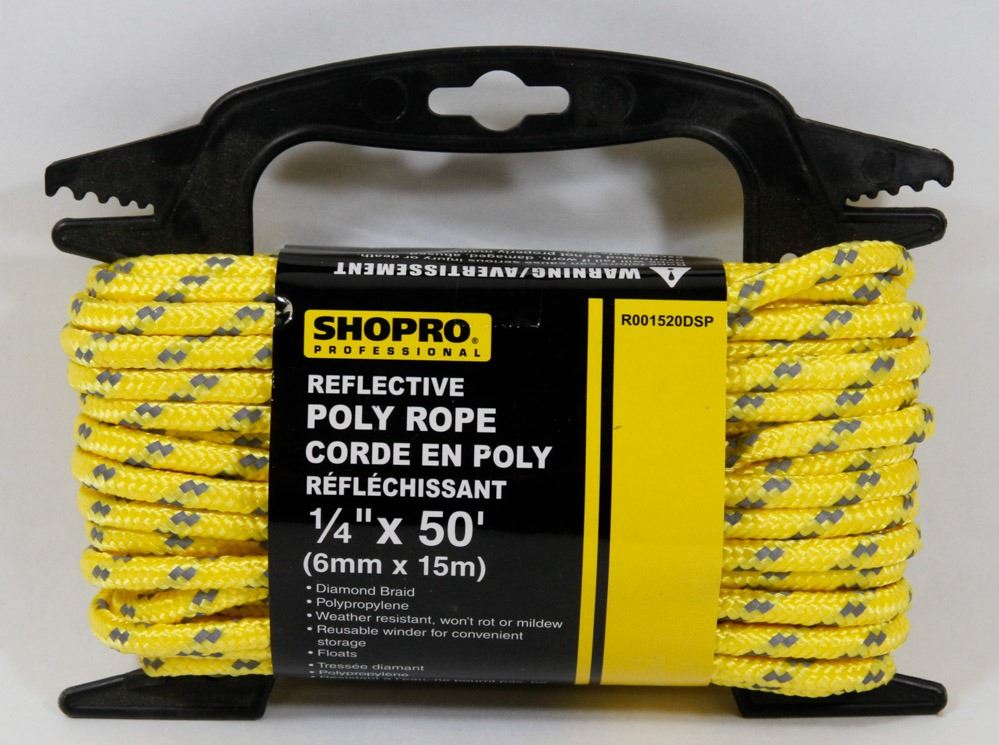 WARNING/AVERTISSEMENT
R001520DSP
SHOPRO®
PROFESSIONAL
REFLECTIVE
POLY ROPE
CORDE EN POLY
RÉFLÉCHISSANT
¼" x 50'
(6mm x 15m)
• Diamond Braid
• Polypropylene
• Weather resistant, won't rot or mildew
• Reusable winder for convenient
storage
• Floats
• Tressée diamant
• Polypropylène